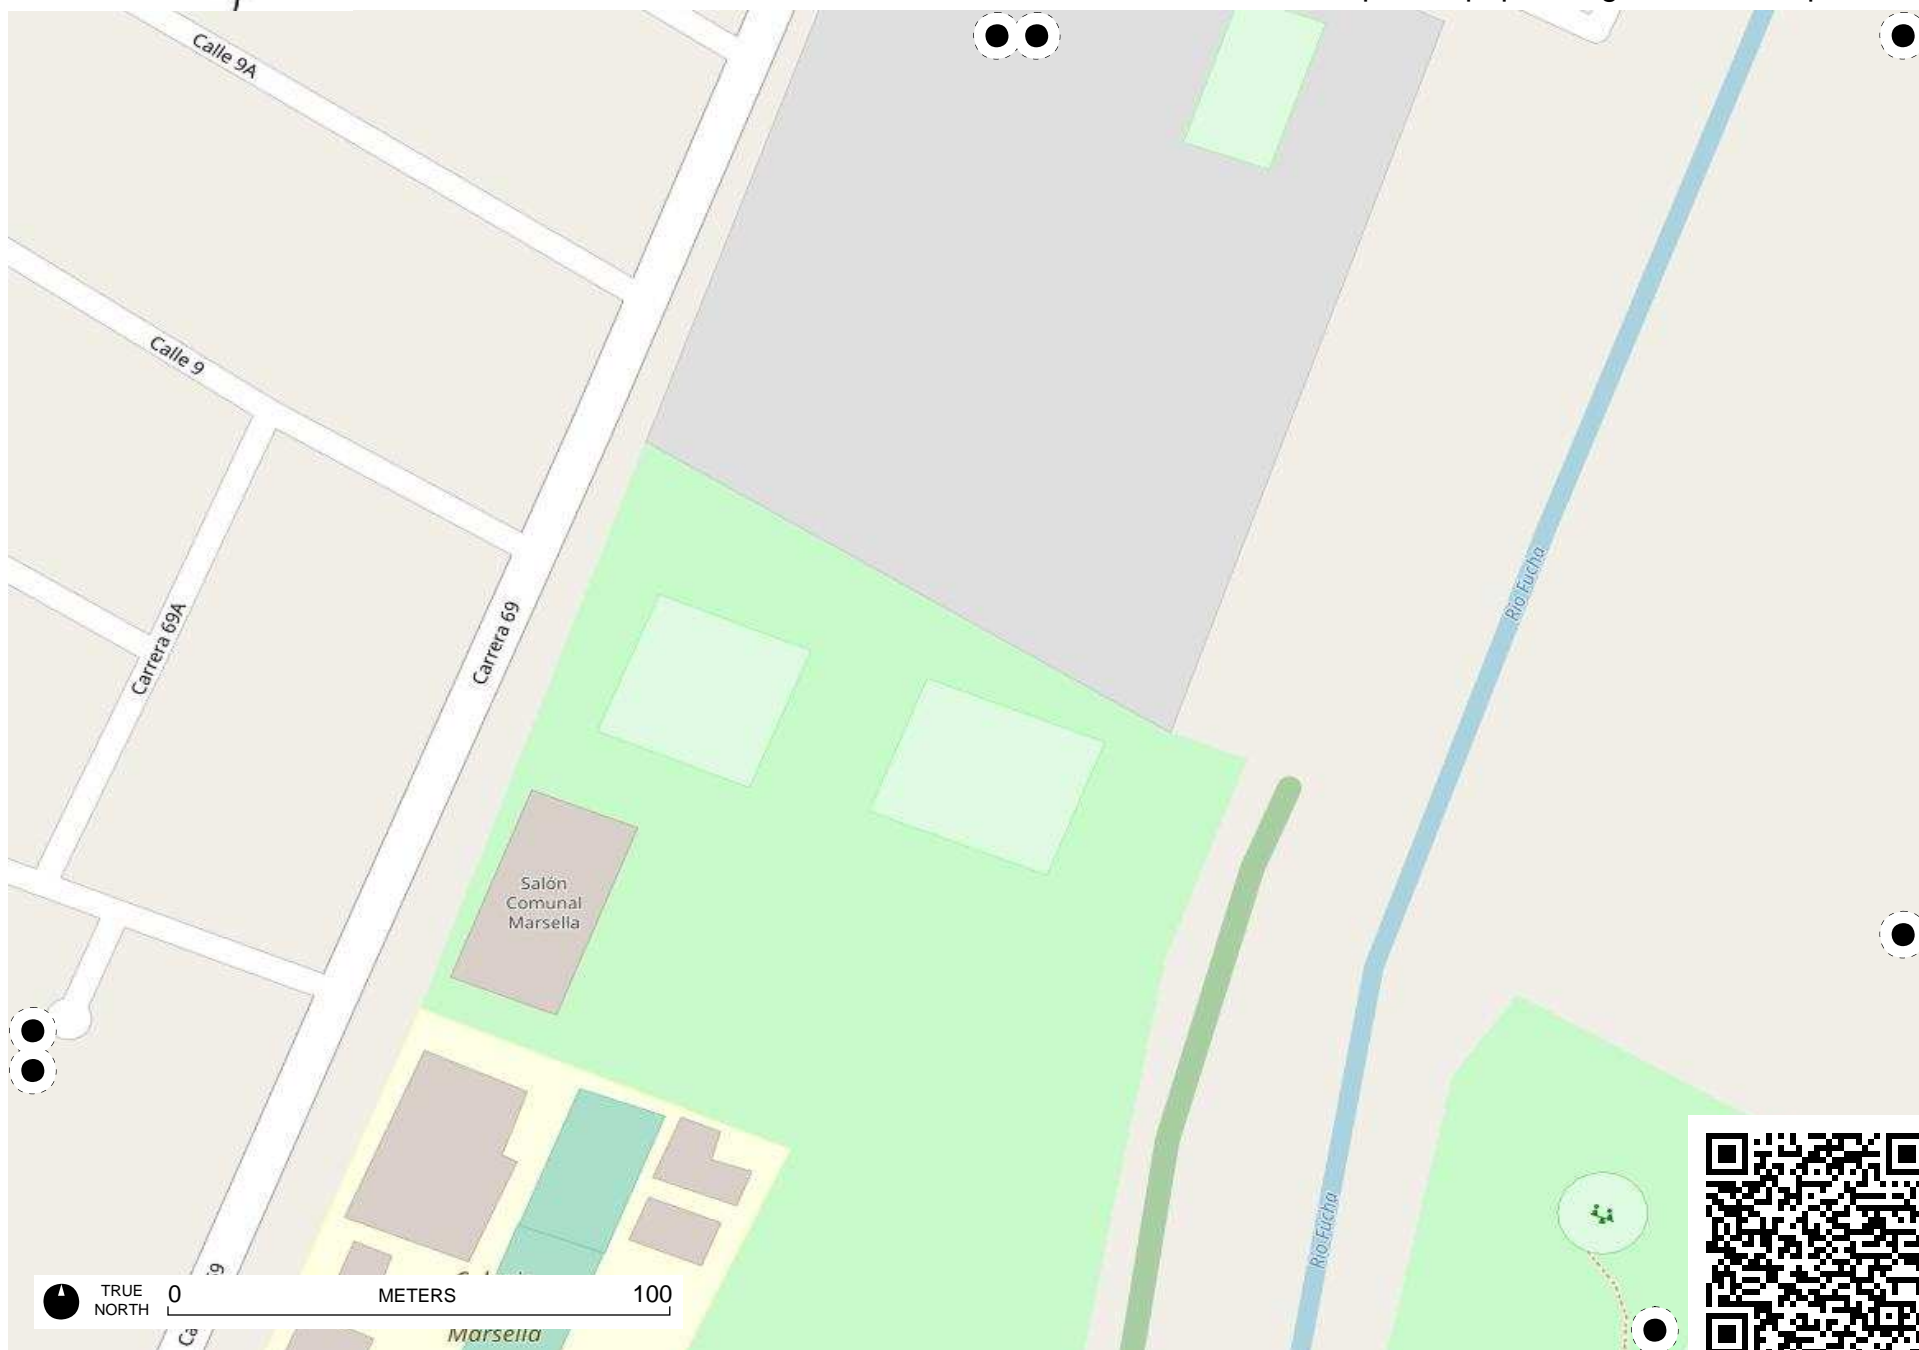 Calle 9A
Calle 9
Carrera 69A
Carrera 69
Río Fucha
Salón
Comunal
Marsella
Río Fucha
TRUE
NORTH
0
METERS
100
Marsella